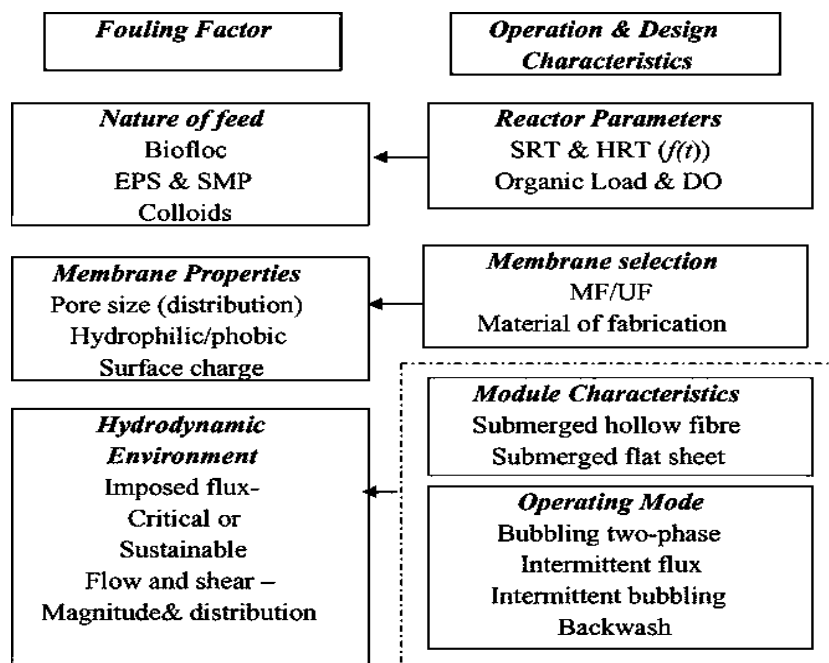 Fouling Factor
Operation & Design
Characteristics
Nature of feed
Biofloc
EPS & SMP
Colloids
Reactor Parameters
SRT & HRT (f(t))
Organic Load & DO
Membrane Properties
Pore size (distribution)
Hydrophilic/phobic
Surface charge
Membrane selection
MF/UF
Material of fabrication
Hydrodynamic
Environment
Imposed flux-
Critical or
Sustainable
Flow and shear –
Magnitude& distribution
Module Characteristics
Submerged hollow fibre
Submerged flat sheet
Operating Mode
Bubbling two-phase
Intermittent flux
Intermittent bubbling
Backwash